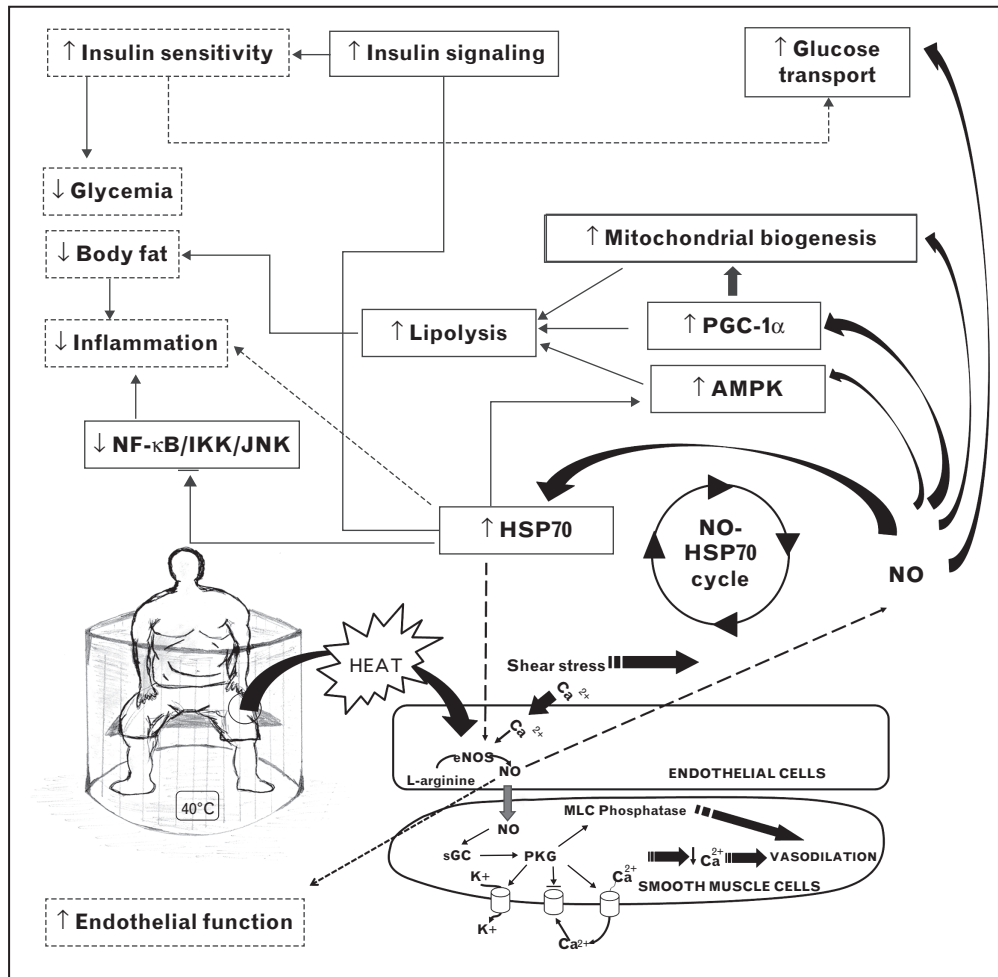 ↑ Insulin sensitivity
↑ Insulin signaling
↑ Glucose
transport
↓ Glycemia
↓ Body fat
↑ Mitochondrial biogenesis
↑ Lipolysis
↑ PGC-1α
↓ Inflammation
↑ AMPK
↓ NF-κB/IKK/JNK
↑ HSP70
NO-
HSP70
cycle
NO
HEAT
Shear stress
Ca 2+
Ca 2+
eNOS
L-arginine
NO
ENDOTHELIAL CELLS
40°C
NO
MLC Phosphatase
sGC
PKG
↓ Ca2+
VASODILATION
K+
Ca2+
SMOOTH MUSCLE CELLS
K+
Ca2+
↑ Endothelial function